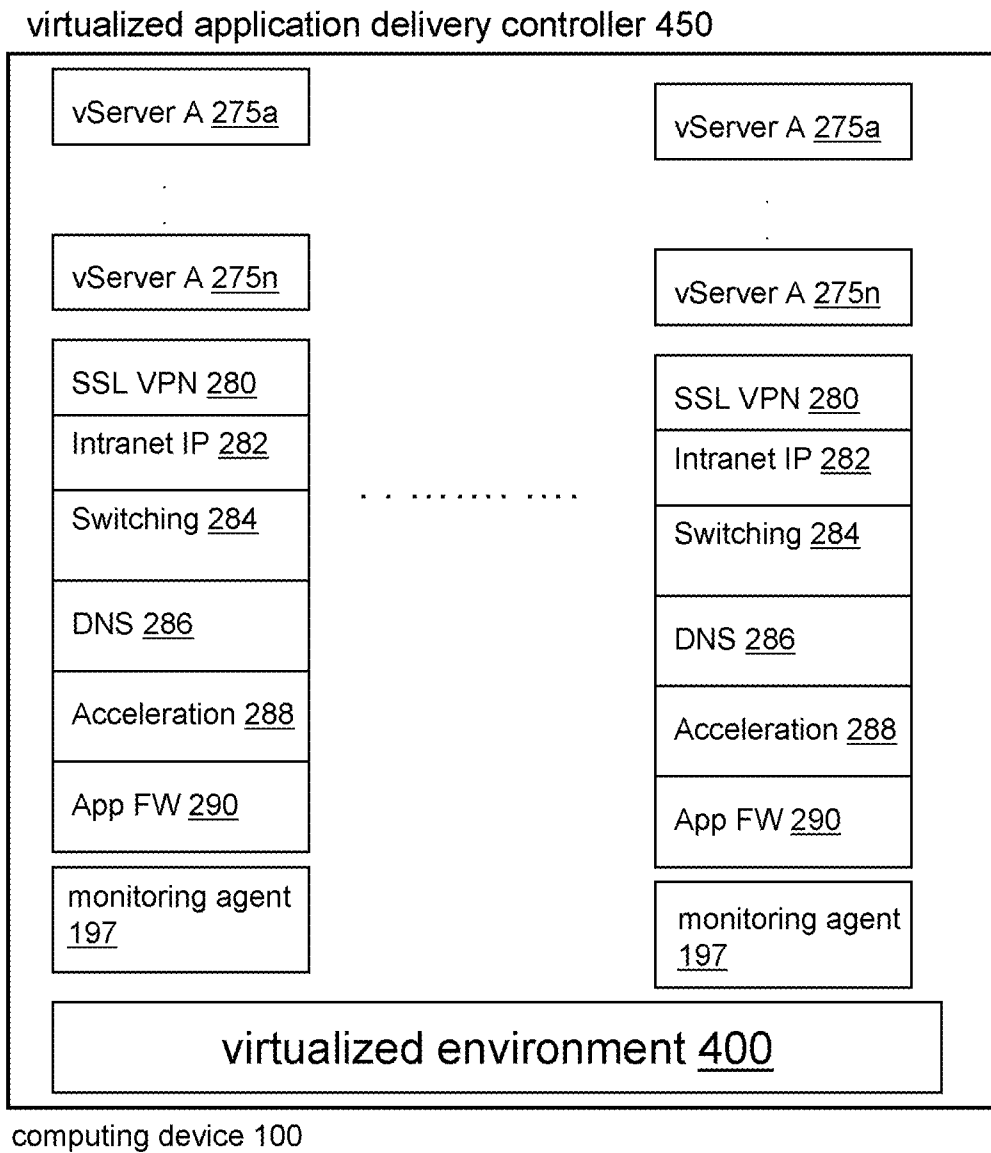 virtualized application delivery controller 450
vServer A 275a
vServer A 275n
SSL VPN 280
Intranet IP 282
Switching 284
DNS 286
Acceleration 288
App FW 290
monitoring agent
197
vServer A 275a
vServer A 275n
SSL VPN 280
Intranet IP 282
Switching 284
DNS 286
Acceleration 288
App FW 290
monitoring agent
197
virtualized environment 400
computing device 100